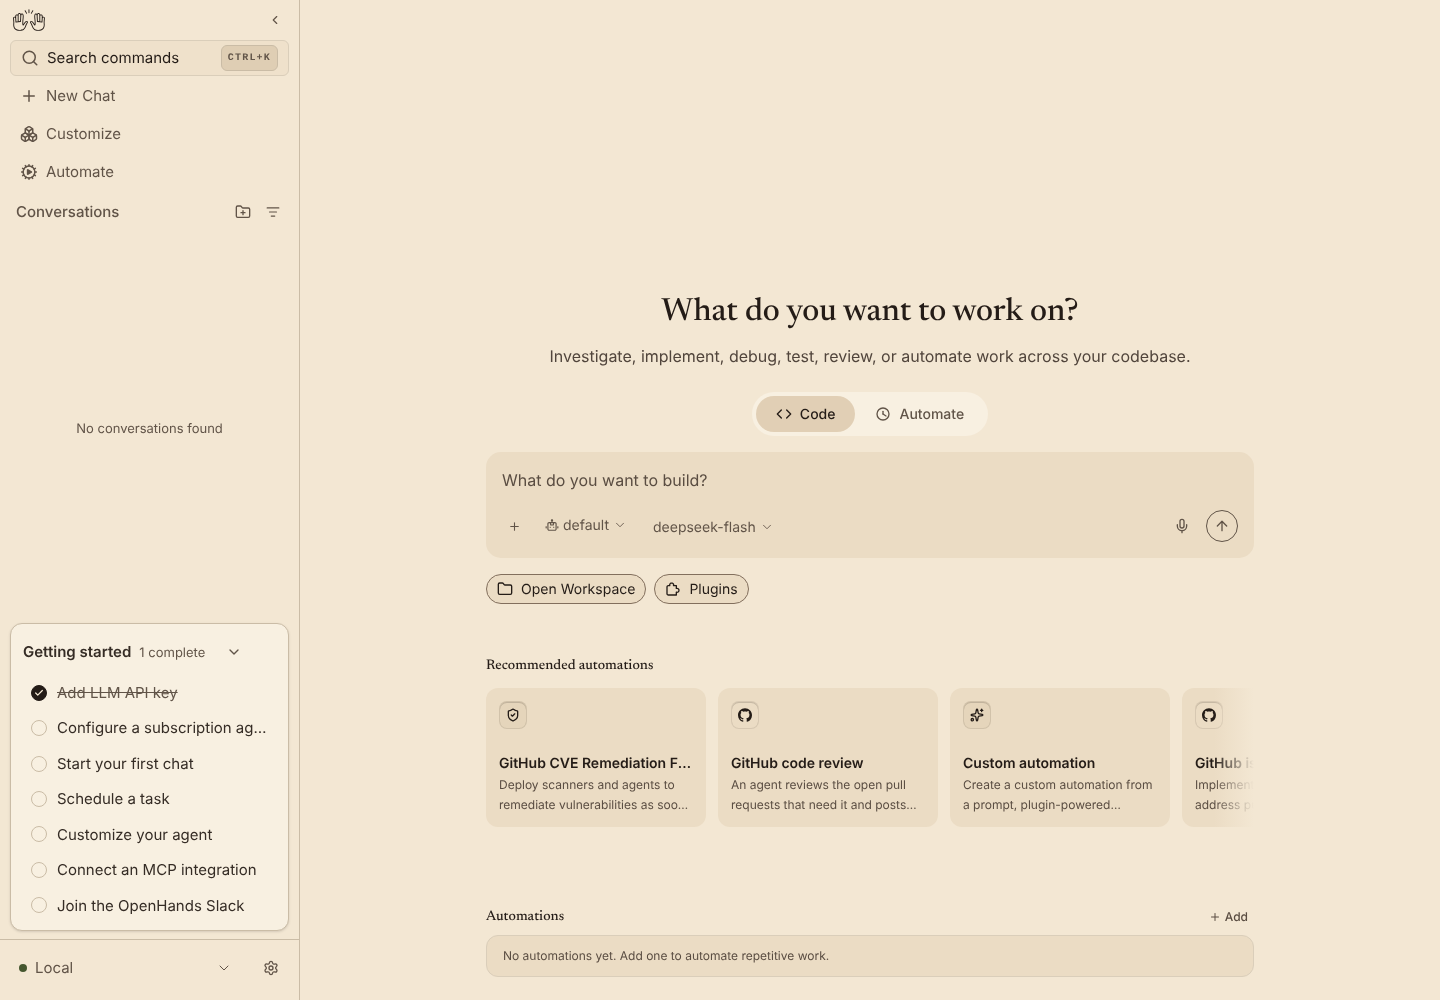 Search commands
CTRL+K
New Chat
Customize
Automate
Conversations
No conversations found
Getting started 1 complete
Add LLM API key
Configure a subscription ag...
Start your first chat
Schedule a task
Customize your agent
Connect an MCP integration
Join the OpenHands Slack
Local
What do you want to work on?
Investigate, implement, debug, test, review, or automate work across your codebase.
Code
Automate
What do you want to build?
default
deepseek-flash
Open Workspace
Plugins
Recommended automations
GitHub CVE Remediation F...
Deploy scanners and agents to
remediate vulnerabilities as soo...
GitHub code review
An agent reviews the open pull
requests that need it and posts...
Custom automation
Create a custom automation from
a prompt, plugin-powered...
GitHub
address
Automations
Add
No automations yet. Add one to automate repetitive work.